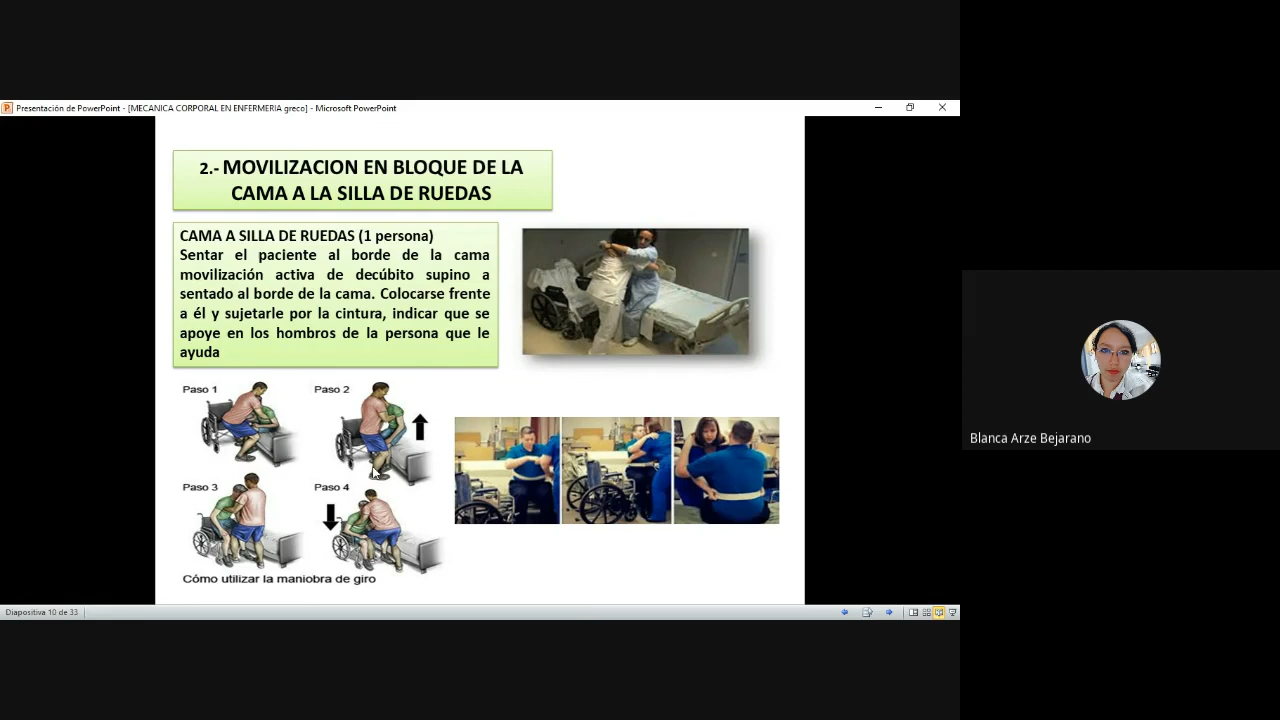 Presentación de PowerPoint - [MECANICA CORPORAL EN ENFERMERIA greco] - Microsoft PowerPoint
2.- MOVILIZACION EN BLOQUE DE LA
CAMA A LA SILLA DE RUEDAS
CAMA A SILLA DE RUEDAS (1 persona)
Sentar el paciente al borde de la cama
movilización activa de decúbito supino a
sentado al borde de la cama. Colocarse frente
a él y sujetarle por la cintura, indicar que se
apoye en los hombros de la persona que le
ayuda
Paso 1
Paso 2
Paso 3
Paso 4
Cómo utilizar la maniobra de giro
Blanca Arze Bejarano
Diapositiva 10 de 33